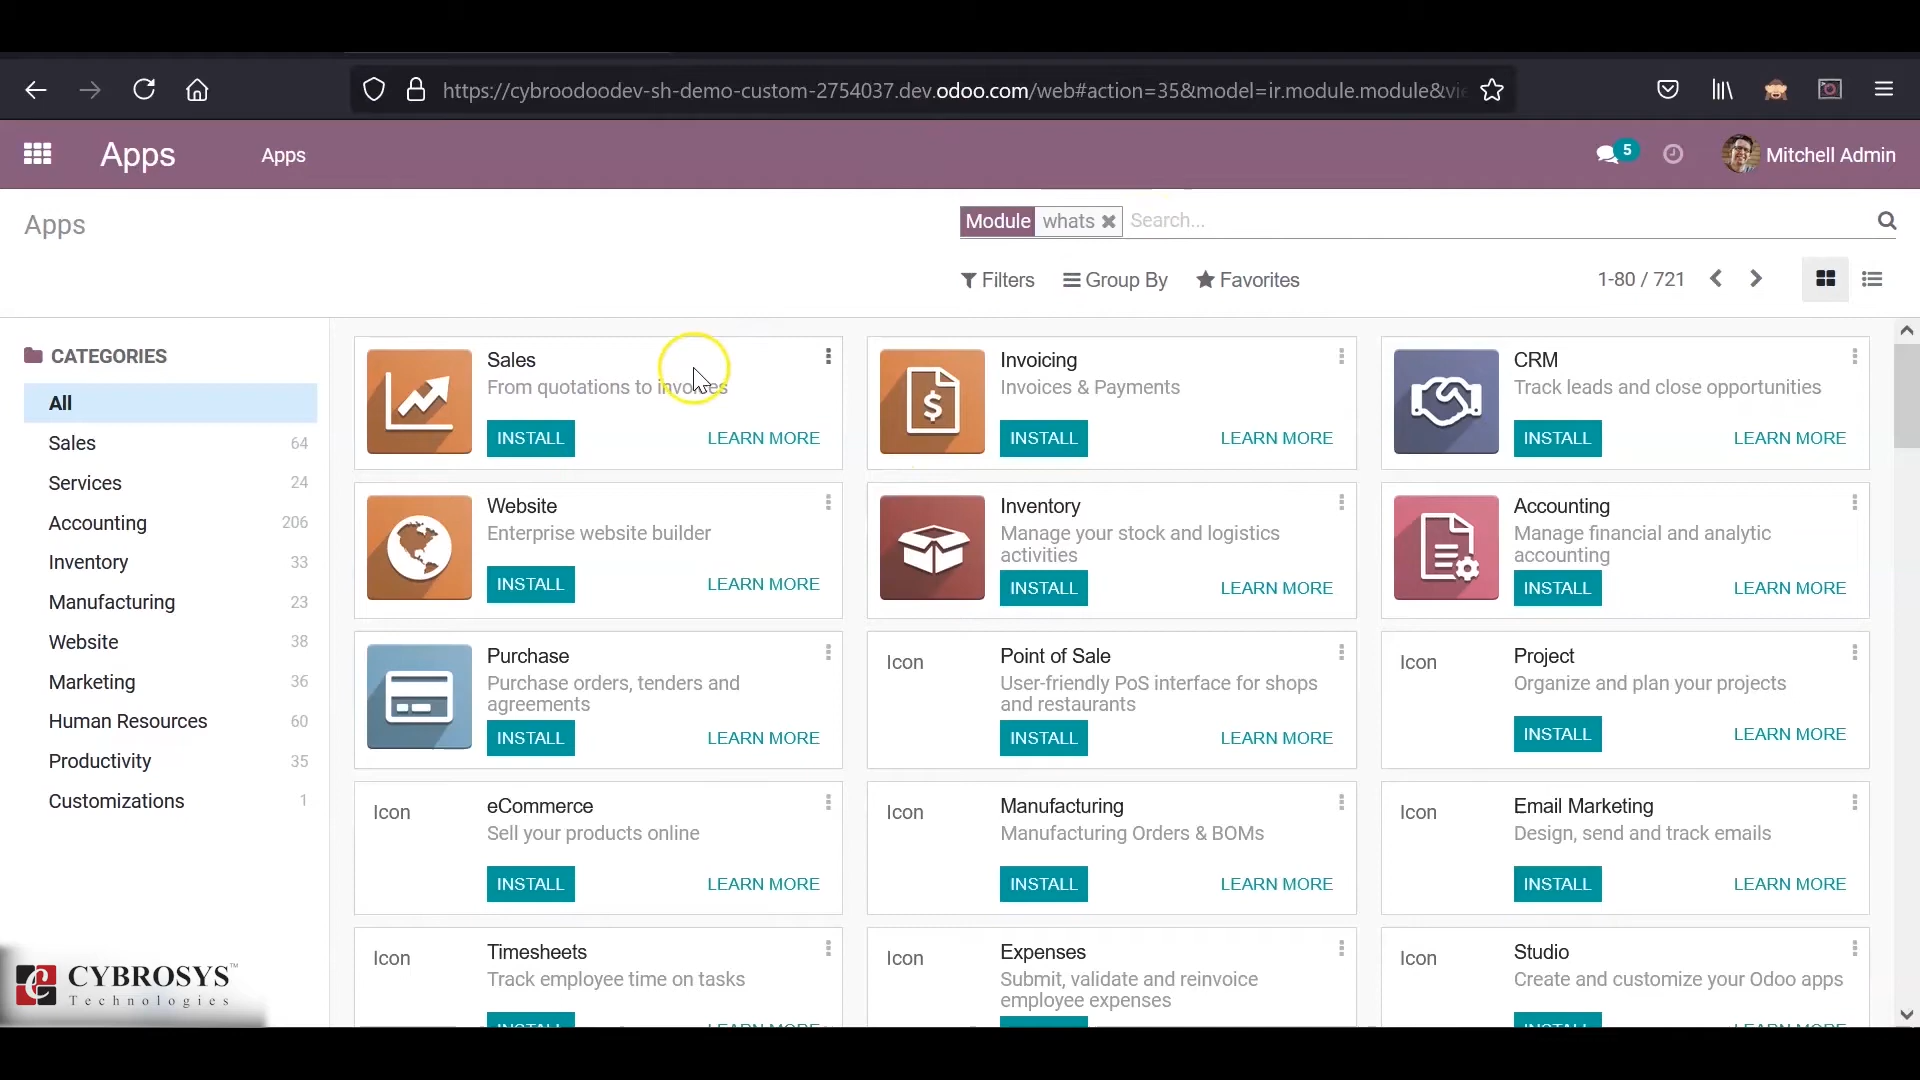 https://cybroodoodev-sh-demo-custom-2754037.dev.odoo.com/web#action=35&model=ir.module.module&vie
Apps
Apps
5
Mitchell Admin
Apps
Module whats Search...
Filters
Group By
Favorites
1-80 / 721
CATEGORIES
All
Sales 64
Services 24
Accounting 206
Inventory 33
Manufacturing 23
Website 38
Marketing 36
Human Resources 60
Productivity 35
Customizations 1
Sales
From quotations to invoices
INSTALL LEARN MORE
Invoicing
Invoices & Payments
INSTALL LEARN MORE
CRM
Track leads and close opportunities
INSTALL LEARN MORE
Website
Enterprise website builder
INSTALL LEARN MORE
Inventory
Manage your stock and logistics
activities
INSTALL LEARN MORE
Accounting
Manage financial and analytic
accounting
INSTALL LEARN MORE
Purchase
Purchase orders, tenders and
agreements
INSTALL LEARN MORE
Icon
Point of Sale
User-friendly PoS interface for shops
and restaurants
INSTALL LEARN MORE
Icon
Project
Organize and plan your projects
INSTALL LEARN MORE
Icon
eCommerce
Sell your products online
INSTALL LEARN MORE
Icon
Manufacturing
Manufacturing Orders & BOMs
INSTALL LEARN MORE
Icon
Email Marketing
Design, send and track emails
INSTALL LEARN MORE
Icon
Timesheets
Track employee time on tasks
INSTALL LEARN MORE
Icon
Expenses
Submit, validate and reinvoice
employee expenses
Icon
Studio
Create and customize your Odoo apps
INSTALL LEARN MORE
CYBROSYS™
Technologies